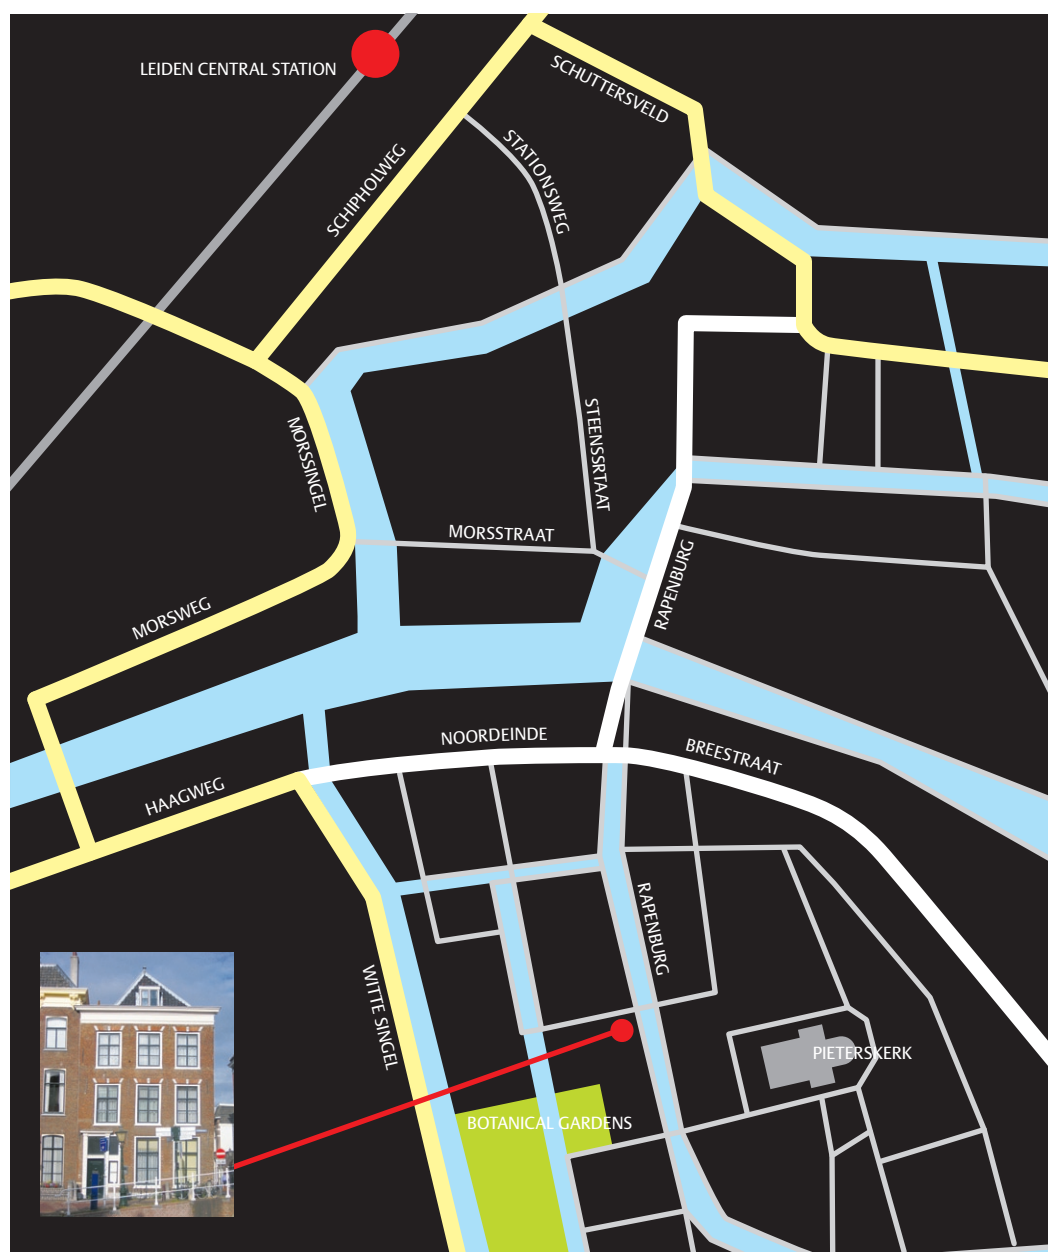 LEIDEN CENTRAL STATION
SCHUTTERSVELD
STATIONSWEG
SCHIPHOLWEG
STEENSSRTAAT
MORSSINGEL
MORSSTRAAT
RAPENBURG
MORSWEG
NOORDEINDE
BREESTRAAT
HAAGWEG
RAPENBURG
WITTE SINGEL
PIETERSKERK
BOTANICAL GARDENS